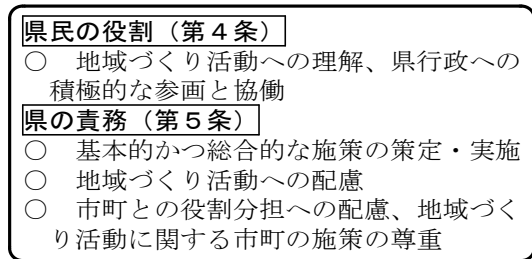 県民の役割（第４条）
○　地域づくり活動への理解、県行政への
積極的な参画と協働
県の責務（第５条）
○　基本的かつ総合的な施策の策定・実施
○　地域づくり活動への配慮
○　市町との役割分担への配慮、地域づく
り活動に関する市町の施策の尊重